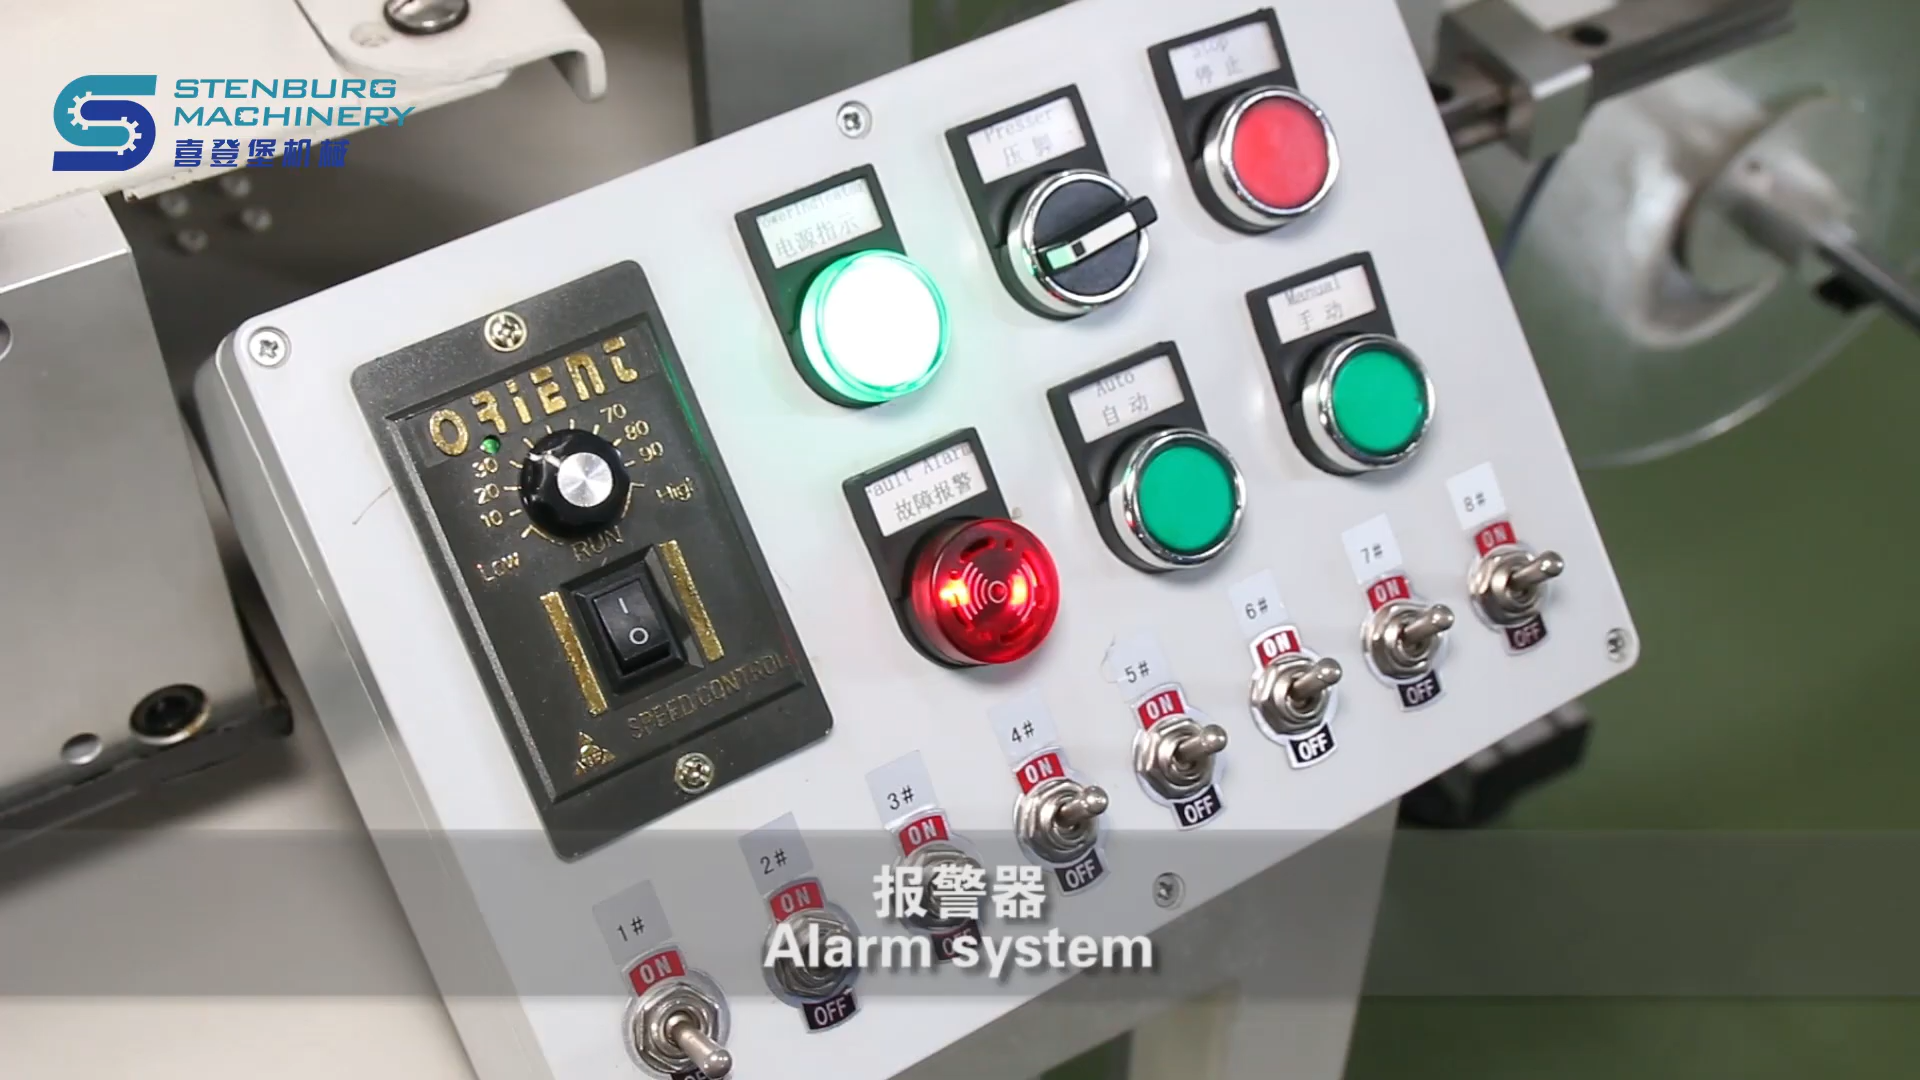 STENBURG
MACHINERY
喜登堡机械
Stop
停止
Presser
压脚
电源指示
Manual
手动
Auto
自动
ault Alarm
故障报警
ORIENT
70
80
90
30
20
10
High
Low
RUN
SPEED CONTROL
8#
ON
OFF
7#
ON
OFF
6#
ON
OFF
5#
ON
OFF
4#
ON
OFF
3#
ON
OFF
2#
ON
OFF
1#
ON
报警器
Alarm system